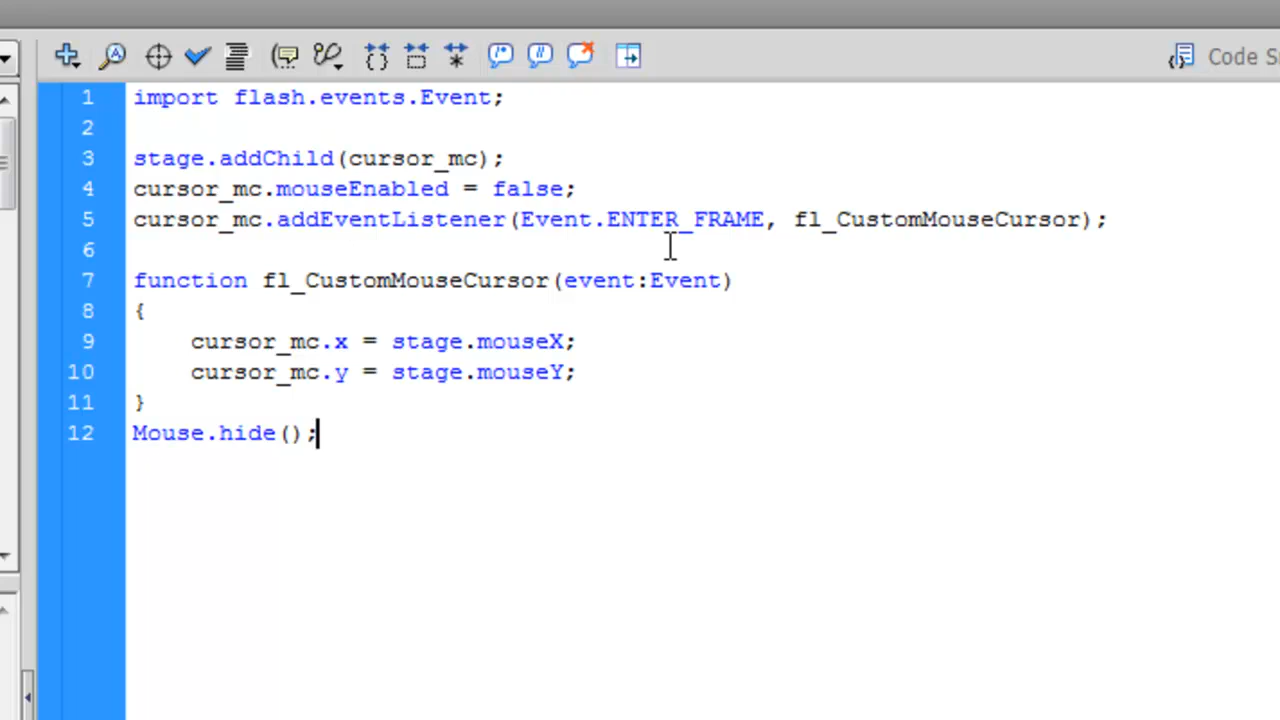 Code S
1 import flash.events.Event;
2
3 stage.addChild(cursor_mc);
4 cursor_mc.mouseEnabled = false;
5 cursor_mc.addEventListener(Event.ENTER_FRAME, fl_CustomMouseCursor);
6
7 function fl_CustomMouseCursor(event:Event)
8 {
9     cursor_mc.x = stage.mouseX;
10     cursor_mc.y = stage.mouseY;
11 }
12 Mouse.hide();